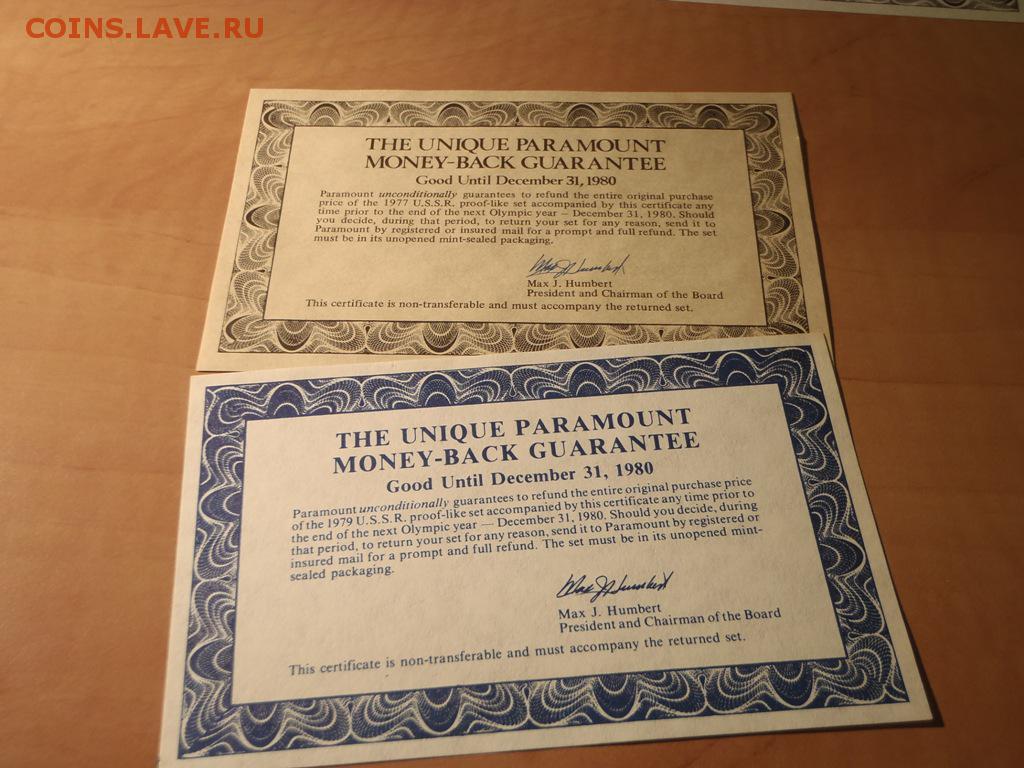 COINS.LAVE.RU
THE UNIQUE PARAMOUNT
MONEY-BACK GUARANTEE
Good Until December 31, 1980
Paramount unconditionally guarantees to refund the entire original purchase
price of the 1977 U.S.S.R. proof-like set accompanied by this certificate any
time prior to the end of the next Olympic year – December 31, 1980. Should
you decide, during that period, to return your set for any reason, send it to
Paramount by registered or insured mail for a prompt and full refund. The set
must be in its unopened mint-sealed packaging.
Max J. Humbert
Max J. Humbert
President and Chairman of the Board
This certificate is non-transferable and must accompany the returned set.
THE UNIQUE PARAMOUNT
MONEY-BACK GUARANTEE
Good Until December 31, 1980
Paramount unconditionally guarantees to refund the entire original purchase price
of the 1979 U.S.S.R. proof-like set accompanied by this certificate any time prior to
the end of the next Olympic year — December 31, 1980. Should you decide, during
that period, to return your set for any reason, send it to Paramount by registered or
insured mail for a prompt and full refund. The set must be in its unopened mint-
sealed packaging.
Max J Humbert
Max J. Humbert
President and Chairman of the Board
This certificate is non-transferable and must accompany the returned set.